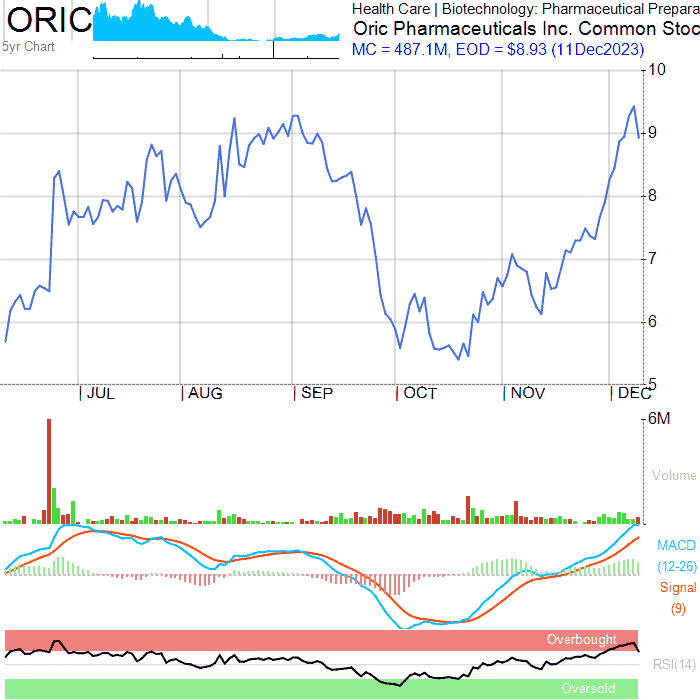 ORIC
5yr Chart
Health Care | Biotechnology: Pharmaceutical Prepara
Oric Pharmaceuticals Inc. Common Stoc
MC = 487.1M, EOD = $8.93 (11Dec2023)
10
9
8
7
6
5
JUL AUG SEP OCT NOV DEC
6M
Volume
MACD
(12-26)
Signal
(9)
Overbought
RSI(14)
Oversold